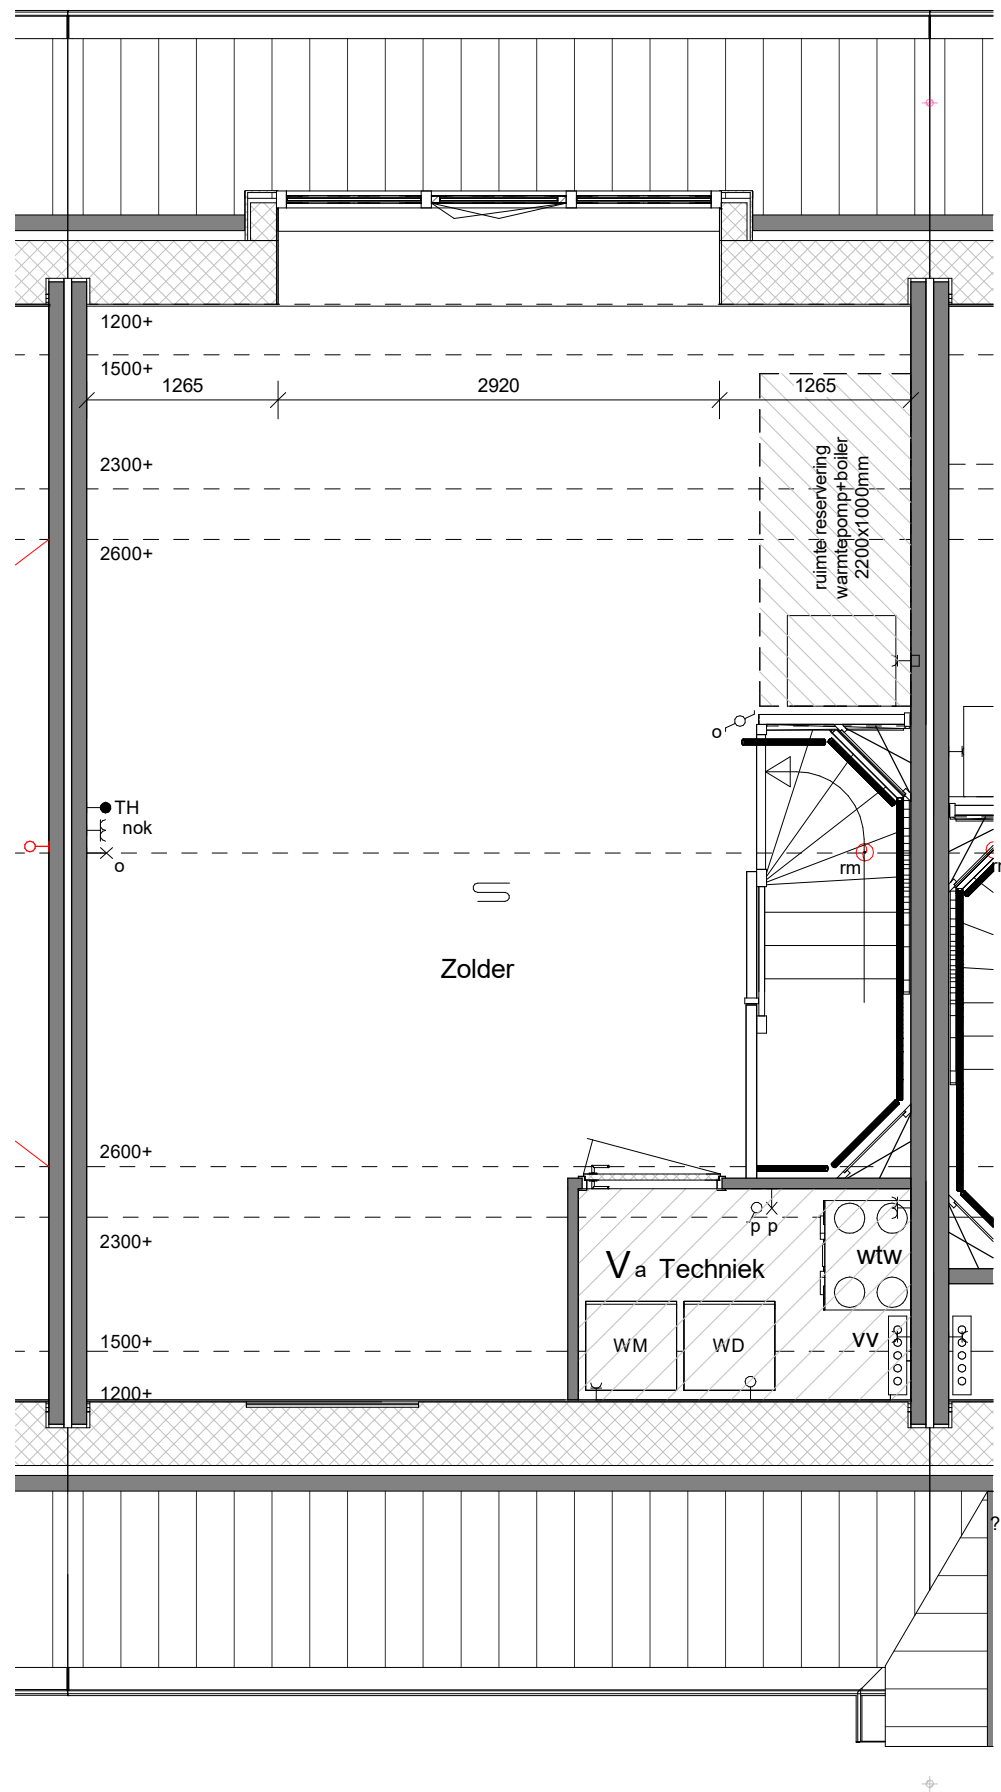 1200+
1500+
1265
2920
1265
2300+
2600+
ruimte reservering
warmtepomp+boiler
2200x1000mm
o
TH
nok
o
rm
Zolder
2600+
2300+
p p
Va Techniek
wtw
WM
WD
VV
1500+
1200+
?